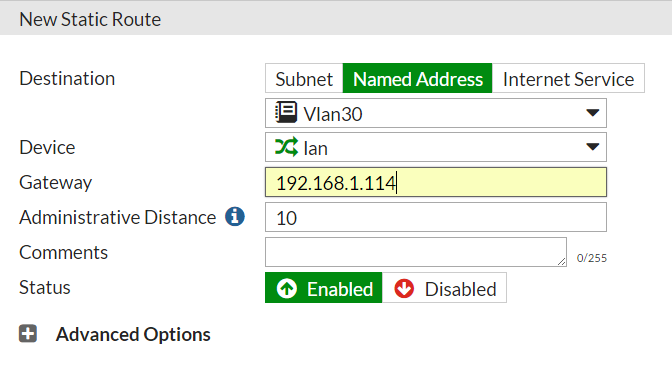 New Static Route
Destination Subnet Named Address Internet Service
Vlan30
Device lan
Gateway 192.168.1.114
Administrative Distance i 10
Comments 0/255
Status Enabled Disabled
Advanced Options